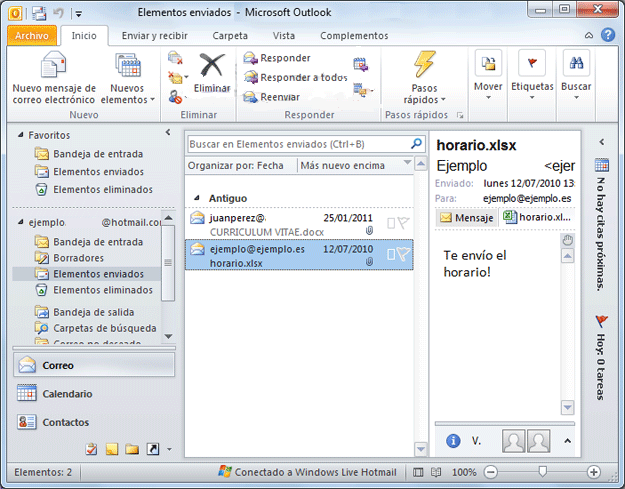 Elementos enviados - Microsoft Outlook
Archivo Inicio Enviar y recibir Carpeta Vista Complementos
Nuevo mensaje de correo electrónico
Nuevos elementos
Nuevo
Eliminar
Eliminar
Responder
Responder a todos
Reenviar
Responder
Pasos rápidos
Pasos rápidos
Mover
Etiquetas
Buscar
Favoritos
Bandeja de entrada
Elementos enviados
Elementos eliminados
ejemplo. @hotmail.com
Bandeja de entrada
Borradores
Elementos enviados
Elementos eliminados
Bandeja de salida
Carpetas de búsqueda
Correo no deseado
Correo
Calendario
Contactos
Buscar en Elementos enviados (Ctrl+B)
Organizar por: Fecha Más nuevo encima
Antiguo
juanperez@. 25/01/2011
CURRICULUM VITAE.docx
ejemplo@ejemplo.es 12/07/2010
horario.xlsx
horario.xlsx
Ejemplo <ejer
Enviado: lunes 12/07/2010 13:
Para: ejemplo@ejemplo.es
Mensaje horario.xl...
Te envío el
horario!
V.
No hay citas próximas.
Hoy: 0 tareas
Elementos: 2 Conectado a Windows Live Hotmail 100%